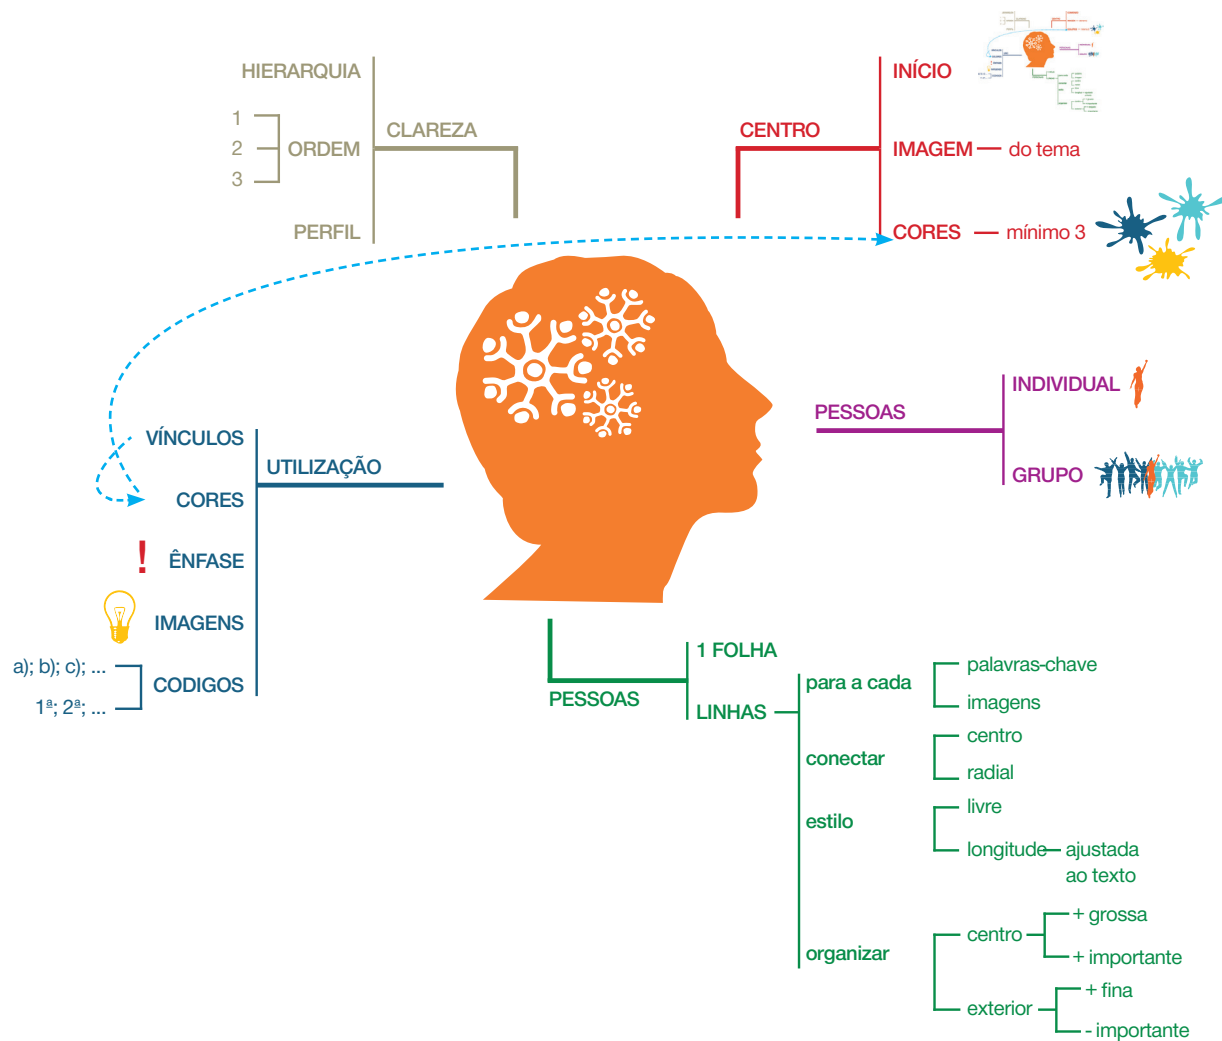 HIERARQUIA
1
2
3
ORDEM
CLAREZA
PERFIL
CENTRO
INÍCIO
IMAGEM
do tema
CORES
mínimo 3
PESSOAS
INDIVIDUAL
GRUPO
VÍNCULOS
UTILIZAÇÃO
CORES
! ÊNFASE
IMAGENS
a); b); c); ...
CODIGOS
1ª; 2ª; ...
PESSOAS
1 FOLHA
LINHAS
para a cada
palavras-chave
imagens
conectar
centro
radial
estilo
livre
longitude
ajustada
ao texto
organizar
centro
+ grossa
+ importante
exterior
+ fina
- importante